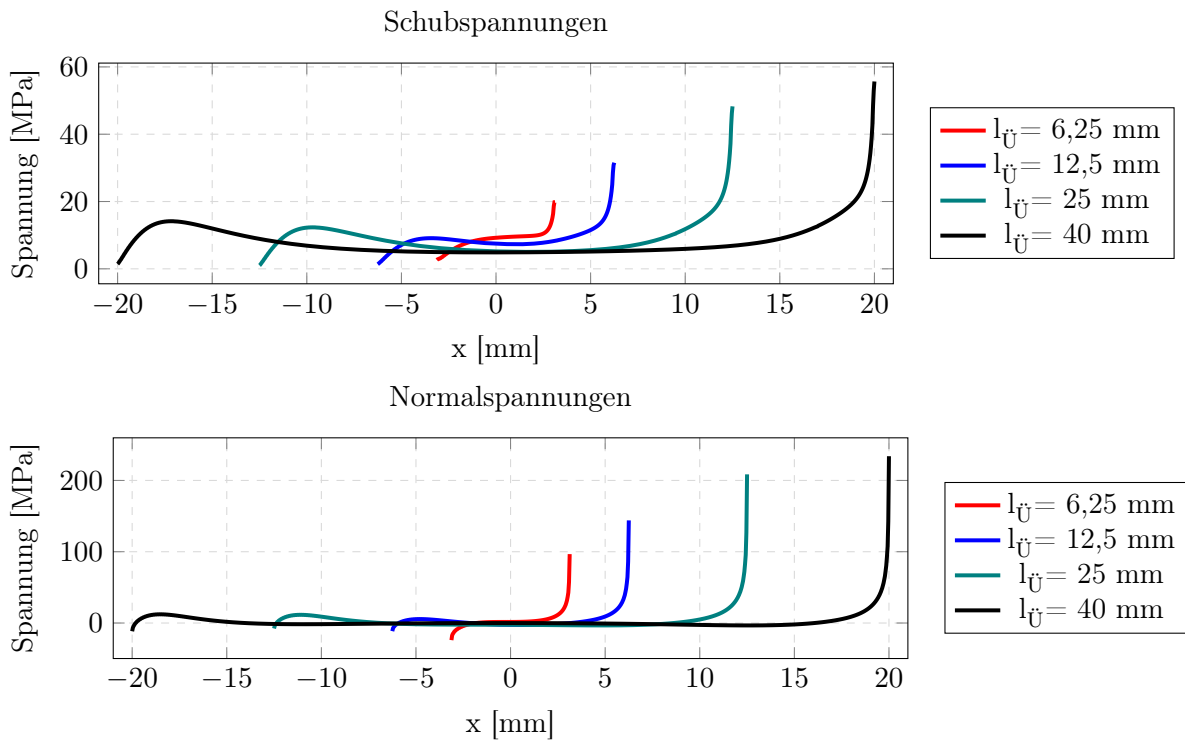 Schubspannungen
Spannung [MPa]
60
40
20
0
−20
−15
−10
−5
0
5
10
15
20
x [mm]
lÜ= 6,25 mm
lÜ= 12,5 mm
lÜ= 25 mm
lÜ= 40 mm
Normalspannungen
Spannung [MPa]
200
100
0
−20
−15
−10
−5
0
5
10
15
20
x [mm]
lÜ= 6,25 mm
lÜ= 12,5 mm
lÜ= 25 mm
lÜ= 40 mm